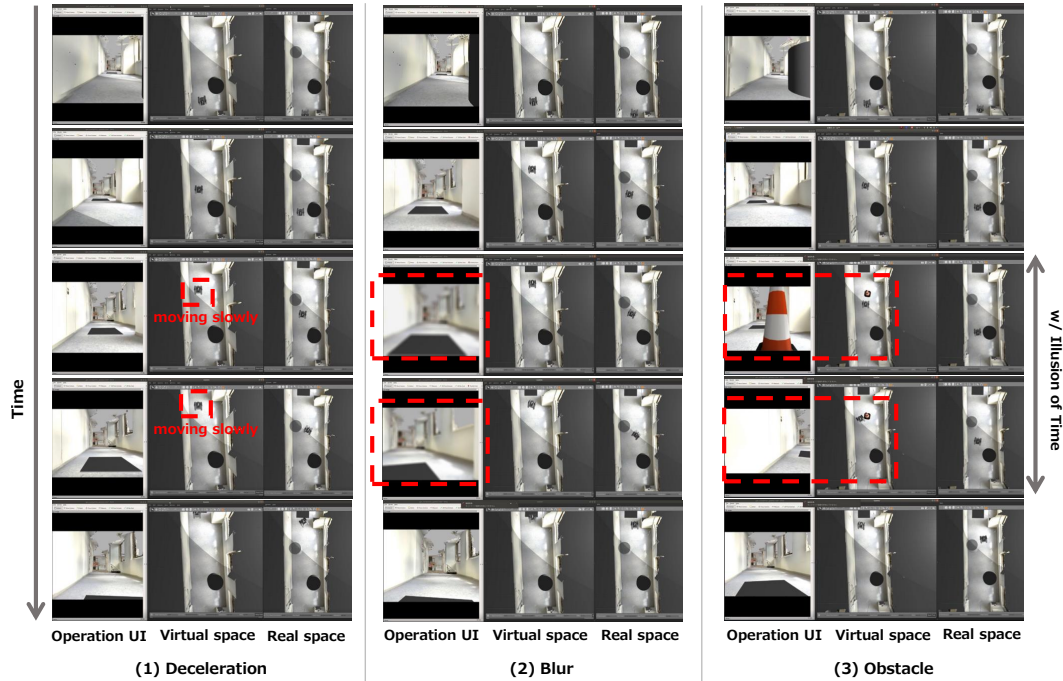 Time
moving slowly
moving slowly
w/ Illusion of Time
Operation UI Virtual space Real space
Operation UI Virtual space Real space
Operation UI Virtual space Real space
(1) Deceleration
(2) Blur
(3) Obstacle